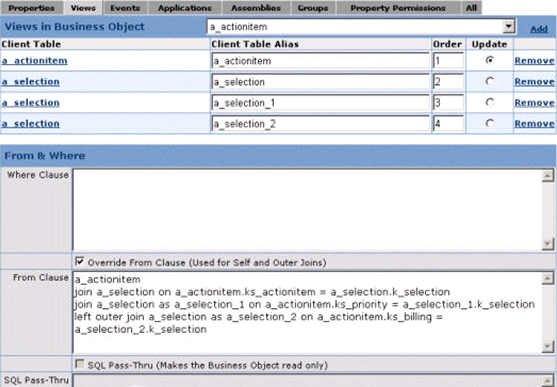 Properties Views Events Applications Assemblies Groups Property Permissions All
Views in Business Object a_actionitem Add
Client Table Client Table Alias Order Update
a_actionitem a_actionitem 1 Remove
a_selection a_selection 2 Remove
a_selection a_selection_1 3 Remove
a_selection a_selection_2 4 Remove
From & Where
Where Clause
Override From Clause (Used for Self and Outer Joins)
From Clause a_actionitem
join a_selection on a_actionitem.ks_actionitem = a_selection.k_selection
join a_selection as a_selection_1 on a_actionitem.ks_priority = a_selection_1.k_selection
left outer join a_selection as a_selection_2 on a_actionitem.ks_billing =
a_selection_2.k_selection
SQL Pass-Thru (Makes the Business Object read only)
SQL Pass-Thru